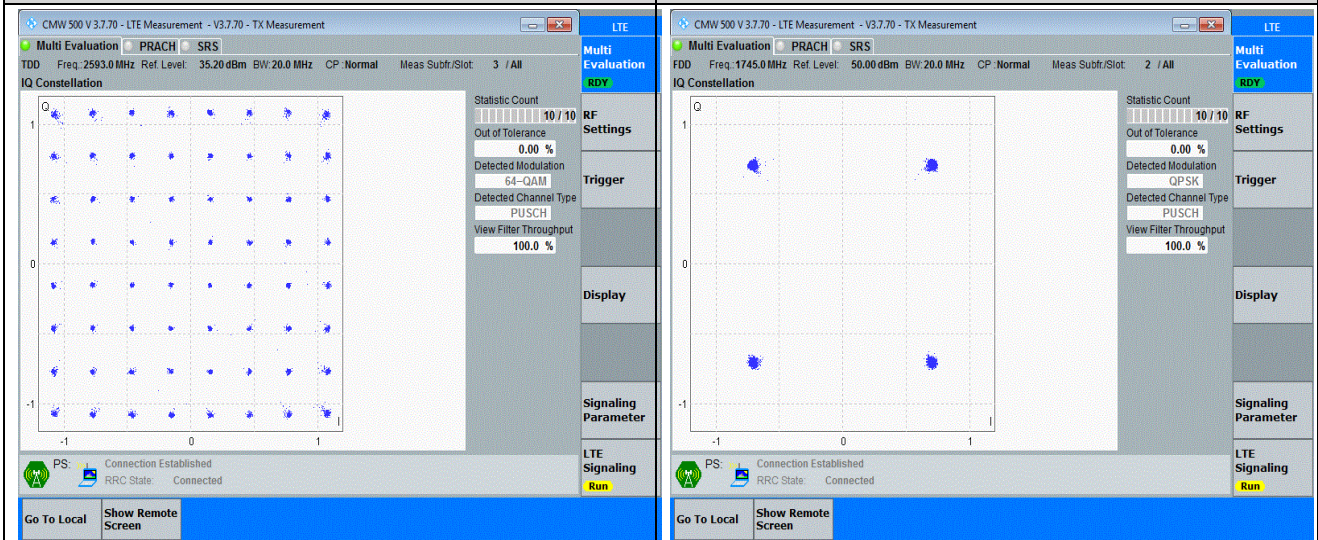 CMW 500 V 3.7.70 - LTE Measurement - V3.7.70 - TX Measurement
LTE
Multi Evaluation PRACH SRS
Multi
Evaluation
RDY
TDD Freq.:2593.0 MHz Ref. Level: 35.20 dBm BW:20.0 MHz CP :Normal Meas Subfr./Slot: 3 / All
IQ Constellation
Q
1
0
-1
-1 0 1
I
Statistic Count
10 / 10
Out of Tolerance
0.00 %
Detected Modulation
64-QAM
Detected Channel Type
PUSCH
View Filter Throughput
100.0 %
RF
Settings
Trigger
Display
Signaling
Parameter
LTE
Signaling
Run
PS: Connection Established
RRC State: Connected
Go To Local
Show Remote
Screen
CMW 500 V 3.7.70 - LTE Measurement - V3.7.70 - TX Measurement
LTE
Multi Evaluation PRACH SRS
Multi
Evaluation
RDY
FDD Freq.:1745.0 MHz Ref. Level: 50.00 dBm BW:20.0 MHz CP :Normal Meas Subfr./Slot: 2 / All
IQ Constellation
Q
1
0
-1
-1 0 1
I
Statistic Count
10 / 10
Out of Tolerance
0.00 %
Detected Modulation
QPSK
Detected Channel Type
PUSCH
View Filter Throughput
100.0 %
RF
Settings
Trigger
Display
Signaling
Parameter
LTE
Signaling
Run
PS: Connection Established
RRC State: Connected
Go To Local
Show Remote
Screen